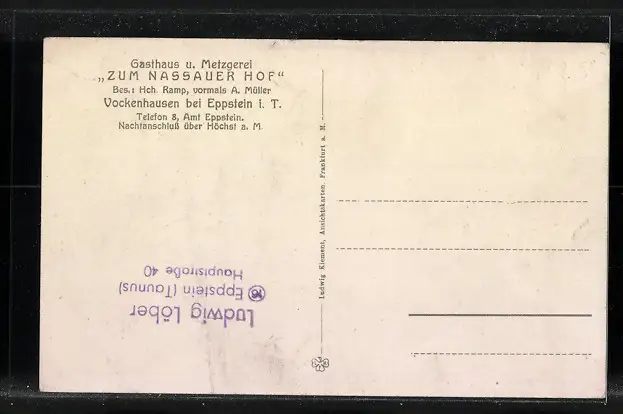 Gasthaus u. Metzgerei
„ZUM NASSAUER HOF“
Bes.: Hch. Ramp, vormals A. Müller
Vockenhausen bei Eppstein i. T.
Telefon 8, Amt Eppstein.
Nachtanschluß über Höchst a. M.
Ludwig Klement, Ansichtskarten, Frankfurt a. M.
Ludwig Löber
Eppstein (Taunus)
Hauptstraße 40